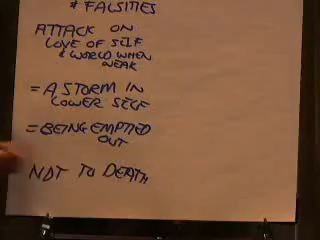 # FALSITIES
ATTACK ON
LOVE OF SELF
& WORLD WHEN
WEAK
= A STORM IN
LOWER SELF
= BEING EMPTIED
OUT
NOT TO DEATH